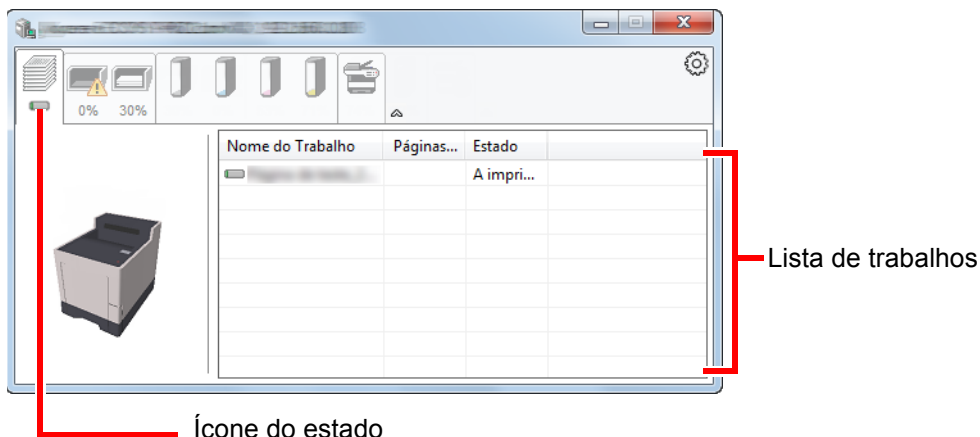 0% 30%
Nome do Trabalho Páginas... Estado
A impri...
Lista de trabalhos
Ícone do estado